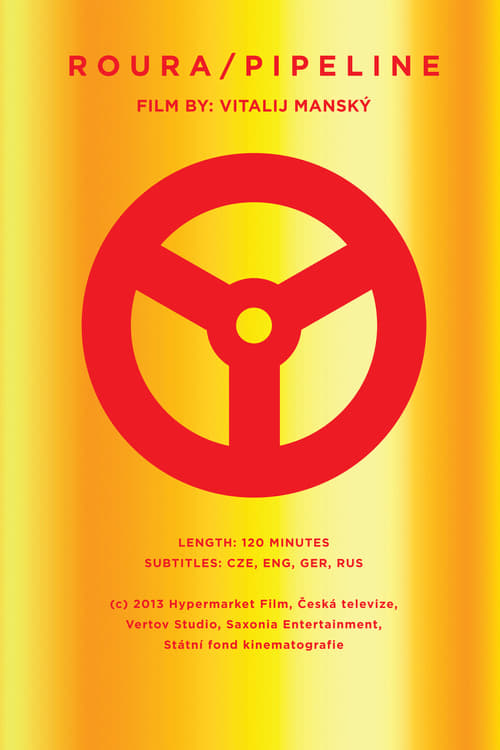 ROURA/PIPELINE
FILM BY: VITALIJ MANSKÝ
LENGTH: 120 MINUTES
SUBTITLES: CZE, ENG, GER, RUS
(c) 2013 Hypermarket Film, Česká televize,
Vertov Studio, Saxonia Entertainment,
Státní fond kinematografie